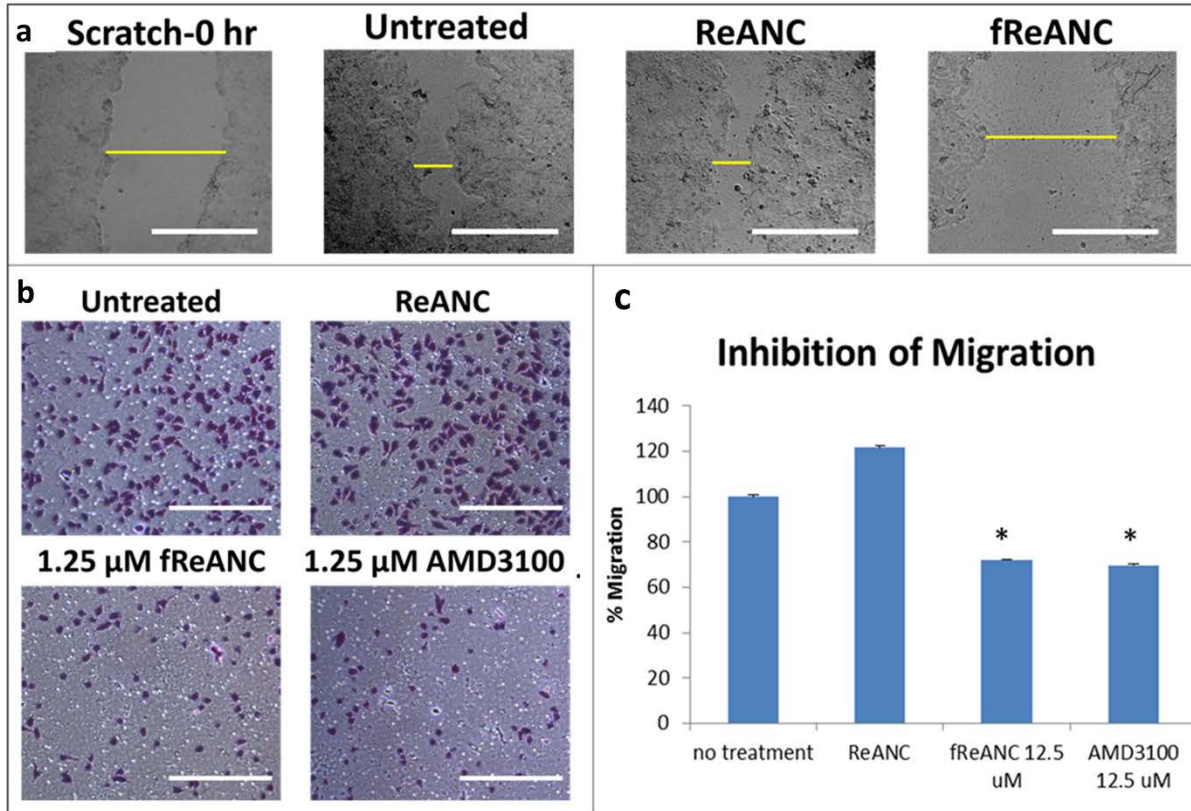 a
Scratch-0 hr
Untreated
ReANC
fReANC
b
Untreated
ReANC
1.25 µM fReANC
1.25 µM AMD3100
c
Inhibition of Migration
% Migration
140
120
100
80
60
40
20
0
*
*
no treatment
ReANC
fReANC 12.5
uM
AMD3100
12.5 uM